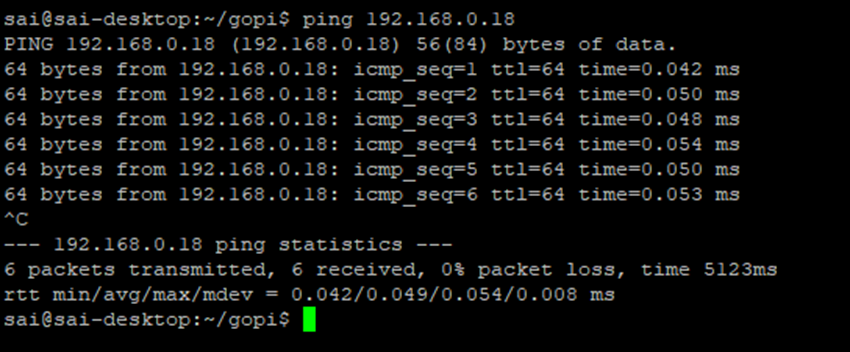 sai@sai-desktop:~/gopi$ ping 192.168.0.18
PING 192.168.0.18 (192.168.0.18) 56(84) bytes of data.
64 bytes from 192.168.0.18: icmp_seq=1 ttl=64 time=0.042 ms
64 bytes from 192.168.0.18: icmp_seq=2 ttl=64 time=0.050 ms
64 bytes from 192.168.0.18: icmp_seq=3 ttl=64 time=0.048 ms
64 bytes from 192.168.0.18: icmp_seq=4 ttl=64 time=0.054 ms
64 bytes from 192.168.0.18: icmp_seq=5 ttl=64 time=0.050 ms
64 bytes from 192.168.0.18: icmp_seq=6 ttl=64 time=0.053 ms
^C
--- 192.168.0.18 ping statistics ---
6 packets transmitted, 6 received, 0% packet loss, time 5123ms
rtt min/avg/max/mdev = 0.042/0.049/0.054/0.008 ms
sai@sai-desktop:~/gopi$